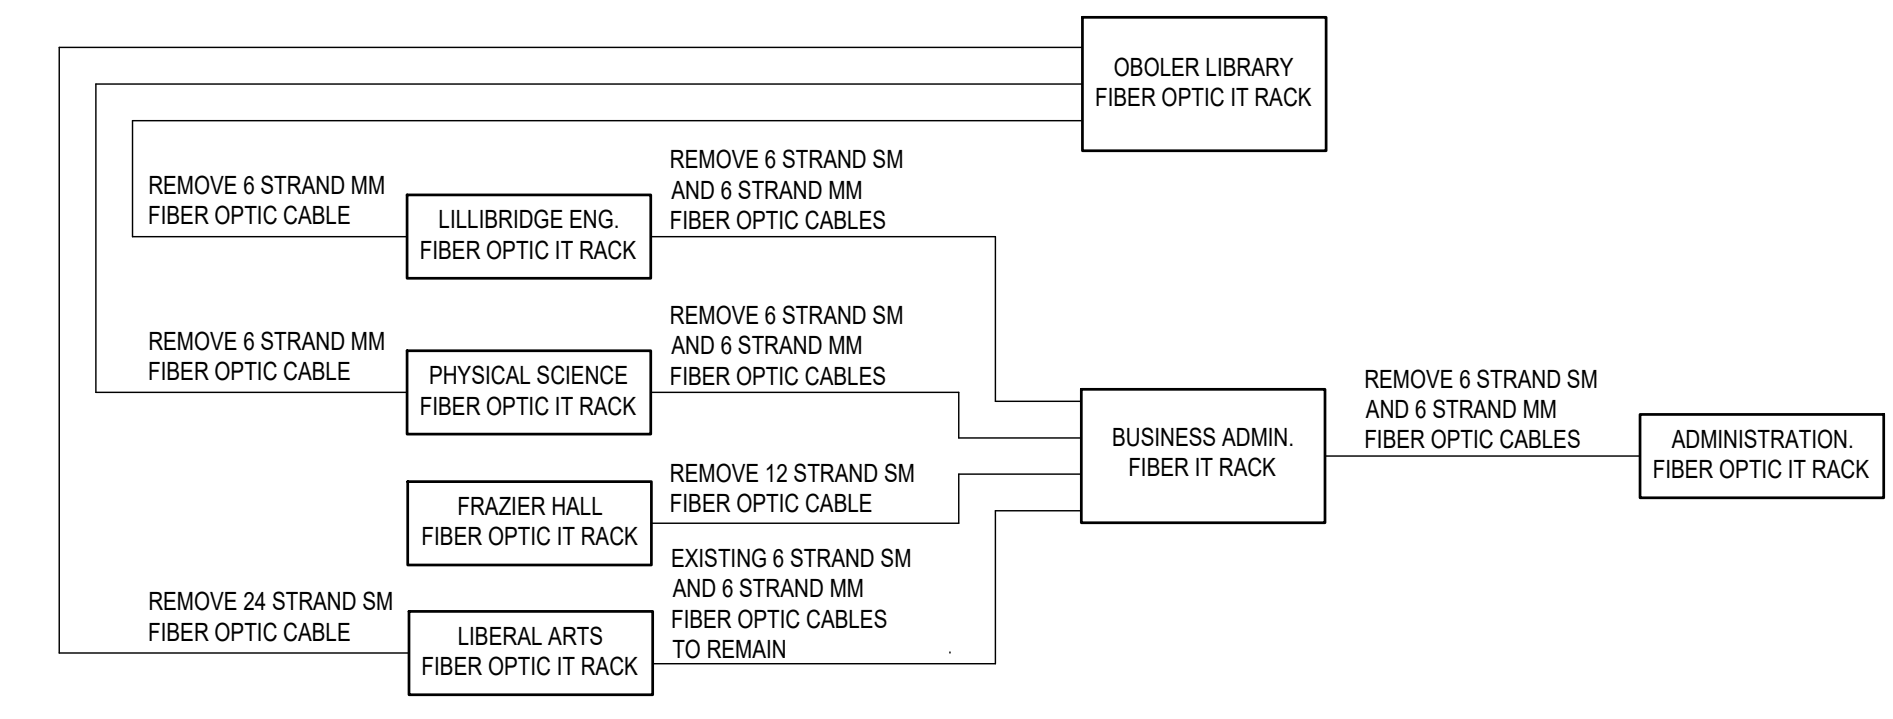 OBOLER LIBRARY
FIBER OPTIC IT RACK
REMOVE 6 STRAND MM
FIBER OPTIC CABLE
LILLIBRIDGE ENG.
FIBER OPTIC IT RACK
REMOVE 6 STRAND SM
AND 6 STRAND MM
FIBER OPTIC CABLES
REMOVE 6 STRAND MM
FIBER OPTIC CABLE
PHYSICAL SCIENCE
FIBER OPTIC IT RACK
REMOVE 6 STRAND SM
AND 6 STRAND MM
FIBER OPTIC CABLES
FRAZIER HALL
FIBER OPTIC IT RACK
REMOVE 12 STRAND SM
FIBER OPTIC CABLE
REMOVE 24 STRAND SM
FIBER OPTIC CABLE
LIBERAL ARTS
FIBER OPTIC IT RACK
EXISTING 6 STRAND SM
AND 6 STRAND MM
FIBER OPTIC CABLES
TO REMAIN
BUSINESS ADMIN.
FIBER IT RACK
REMOVE 6 STRAND SM
AND 6 STRAND MM
FIBER OPTIC CABLES
ADMINISTRATION.
FIBER OPTIC IT RACK